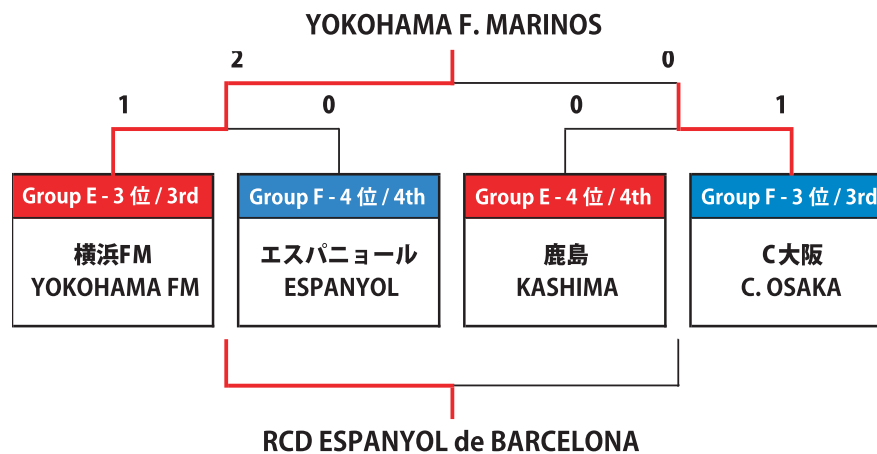 YOKOHAMA F. MARINOS
2 0
1 0 0 1
Group E - 3 位 / 3rd
横浜FM
YOKOHAMA FM
Group F - 4 位 / 4th
エスパニョール
ESPANYOL
Group E - 4 位 / 4th
鹿島
KASHIMA
Group F - 3 位 / 3rd
C大阪
C. OSAKA
RCD ESPANYOL de BARCELONA